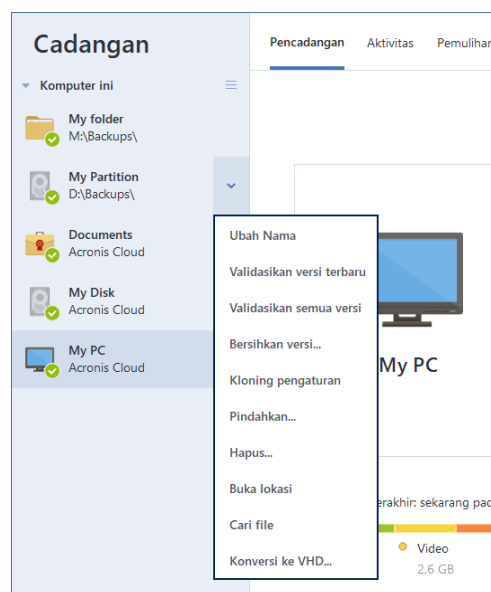 Cadangan
Pencadangan Aktivitas Pemulihan
Komputer ini
My folder
M:\Backups\
My Partition
D:\Backups\
Documents
Acronis Cloud
My Disk
Acronis Cloud
My PC
Acronis Cloud
Ubah Nama
Validasikan versi terbaru
Validasikan semua versi
Bersihkan versi...
Kloning pengaturan
Pindahkan...
Hapus...
Buka lokasi
Cari file
Konversi ke VHD...
My PC
erakhir: sekarang pad
Video
2,6 GB